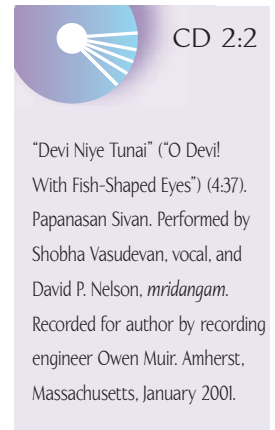 CD 2:2
“Devi Niye Tunai” (“O Devi!
With Fish-Shaped Eyes”) (4:37).
Papanasan Sivan. Performed by
Shobha Vasudevan, vocal, and
David P. Nelson, mridangam.
Recorded for author by recording
engineer Owen Muir. Amherst,
Massachusetts, January 2001.